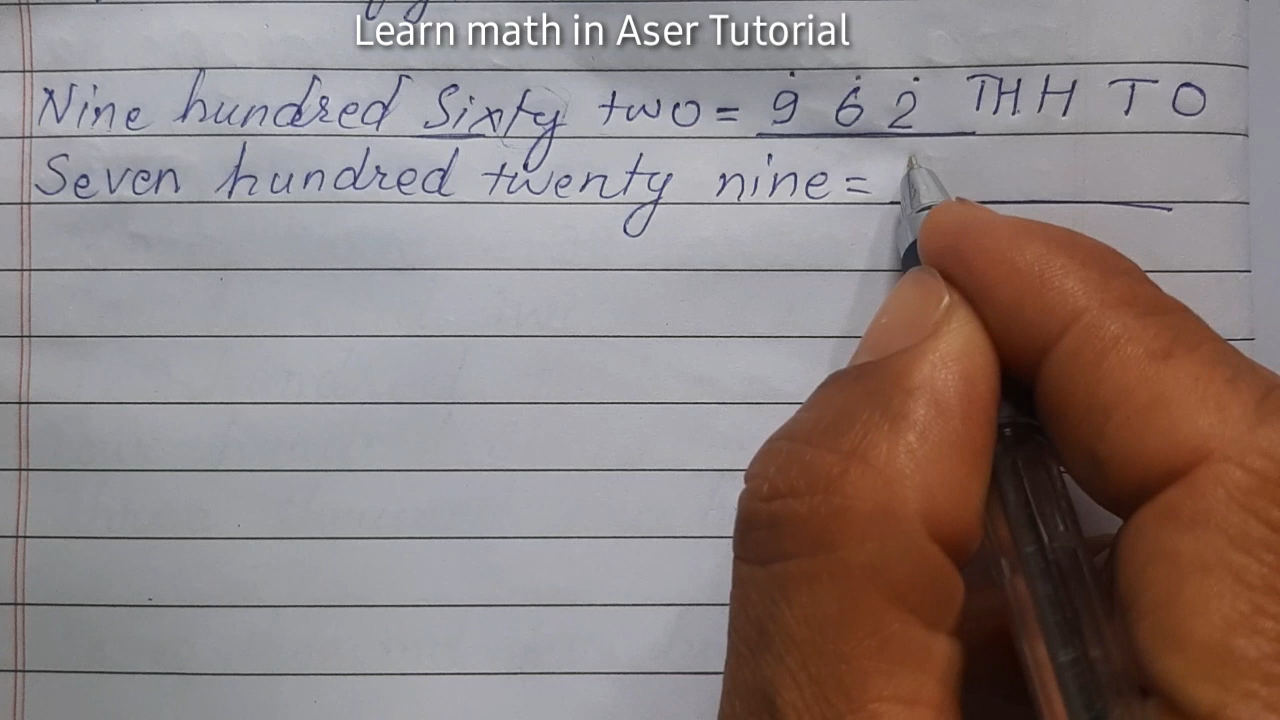 Learn math in Aser Tutorial
Nine hundred Sixty two = 9 6 2 TH H T O
Seven hundred twenty nine =